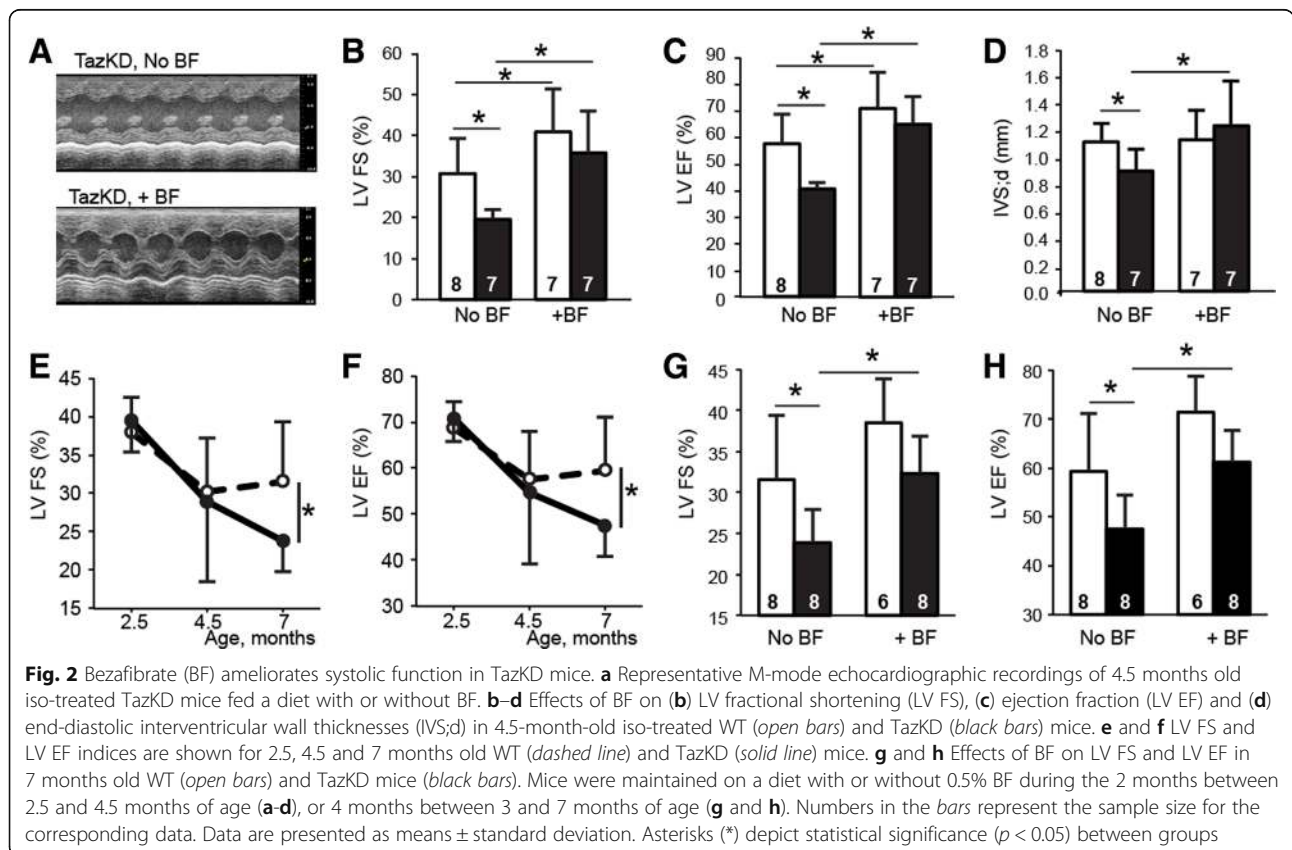 A
TazKD, No BF
TazKD, + BF
B
LV FS (%)
60
50
40
30
20
10
0
*
*
*
8
7
7
7
No BF
+BF
C
LV EF (%)
90
80
70
60
50
40
30
20
10
0
*
*
*
8
7
7
7
No BF
+BF
D
IVS;d (mm)
1.8
1.6
1.4
1.2
1.0
0.8
0.6
0.4
0.2
0.0
*
*
8
7
7
7
No BF
+BF
E
LV FS (%)
45
40
35
30
25
20
15
*
2.5
4.5
7
Age, months
F
LV EF (%)
80
70
60
50
40
30
*
2.5
4.5
7
Age, months
G
LV FS (%)
45
40
35
30
25
20
15
*
*
8
8
6
8
No BF
+ BF
H
LV EF (%)
80
70
60
50
40
30
*
*
8
8
6
8
No BF
+ BF
Fig. 2 Bezafibrate (BF) ameliorates systolic function in TazKD mice. a Representative M-mode echocardiographic recordings of 4.5 months old
iso-treated TazKD mice fed a diet with or without BF. b–d Effects of BF on (b) LV fractional shortening (LV FS), (c) ejection fraction (LV EF) and (d)
end-diastolic interventricular wall thicknesses (IVS;d) in 4.5-month-old iso-treated WT (open bars) and TazKD (black bars) mice. e and f LV FS and
LV EF indices are shown for 2.5, 4.5 and 7 months old WT (dashed line) and TazKD (solid line) mice. g and h Effects of BF on LV FS and LV EF in
7 months old WT (open bars) and TazKD mice (black bars). Mice were maintained on a diet with or without 0.5% BF during the 2 months between
2.5 and 4.5 months of age (a-d), or 4 months between 3 and 7 months of age (g and h). Numbers in the bars represent the sample size for the
corresponding data. Data are presented as means ± standard deviation. Asterisks (*) depict statistical significance (p < 0.05) between groups